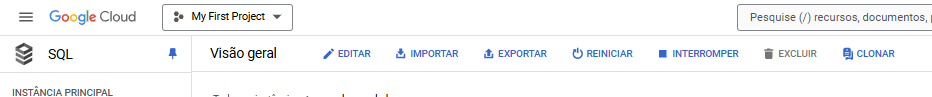 Google Cloud My First Project Pesquise (/) recursos, documentos,
SQL Visão geral EDITAR IMPORTAR EXPORTAR REINICIAR INTERROMPER EXCLUIR CLONAR
INSTÂNCIA PRINCIPAL